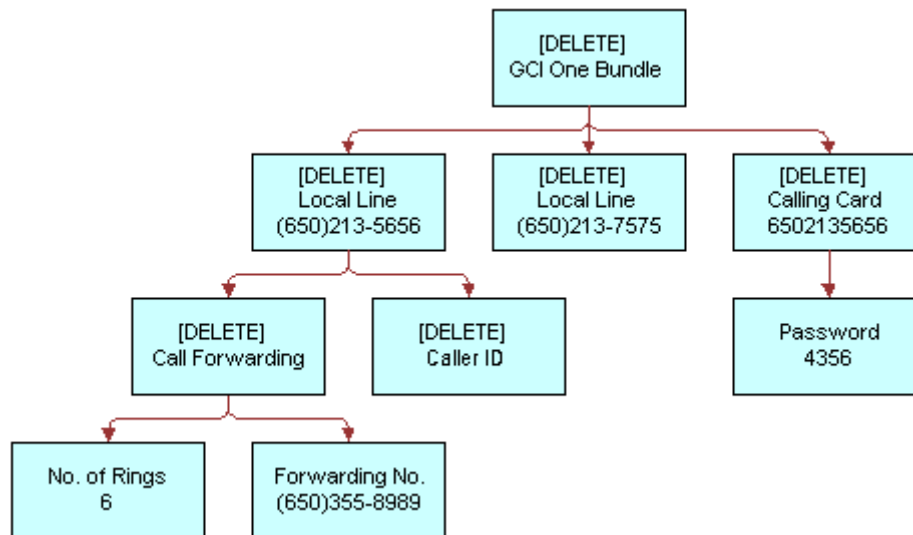 [DELETE]
GCI One Bundle
[DELETE]
Local Line
(650)213-5656
[DELETE]
Local Line
(650)213-7575
[DELETE]
Calling Card
6502135656
[DELETE]
Call Forwarding
[DELETE]
Caller ID
Password
4356
No. of Rings
6
Forwarding No.
(650)355-8989